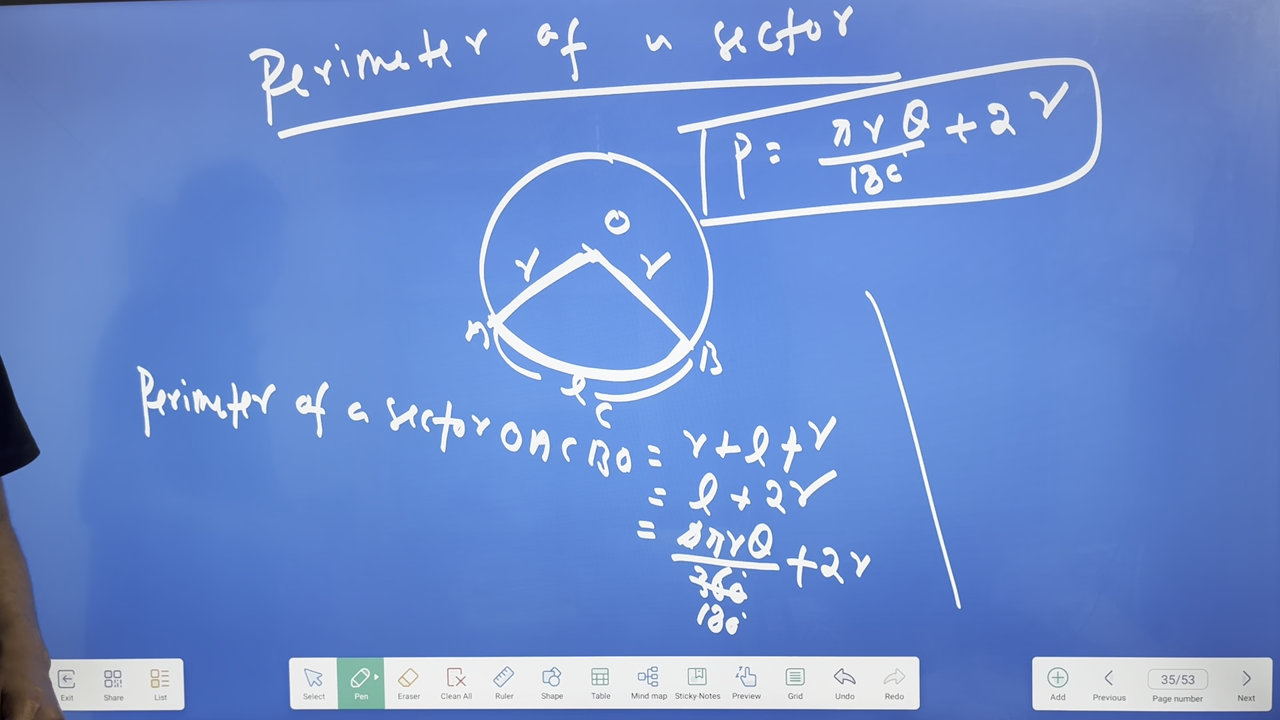 Perimeter of a sector
P = πrθ/180° + 2r
O
r r
A B
l
C
Perimeter of a sector OACBO = r + l + r
= l + 2r
= 2πrθ/360° + 2r
180°
Exit Share List Select Pen Eraser Clean All Ruler Shape Table Mind map Sticky-Notes Preview Grid Undo Redo Add Previous 35/53 Page number Next